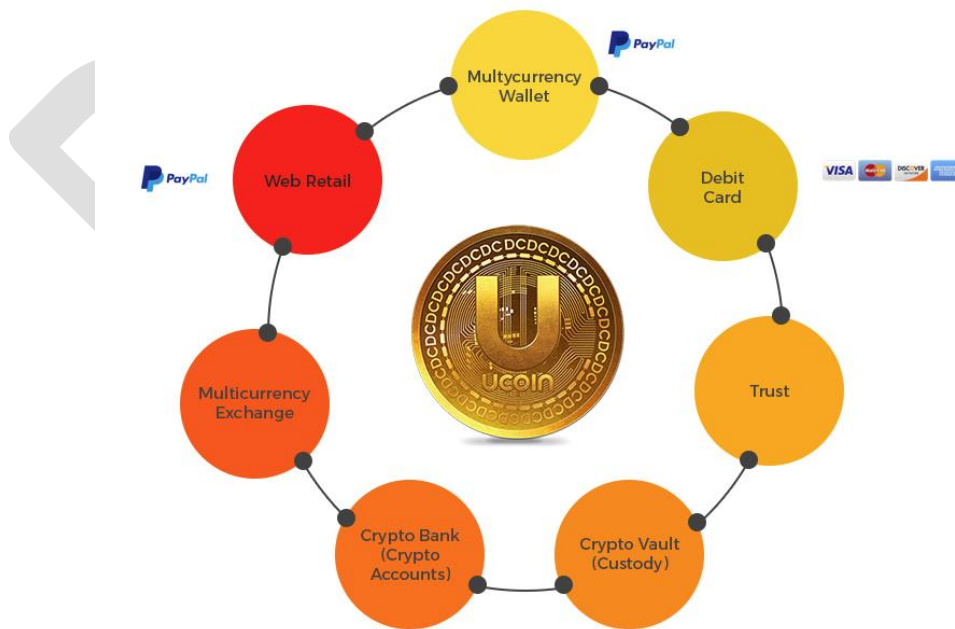 PayPal
Multycurrency
Wallet
PayPal
Web Retail
Debit
Card
VISA
DISCOVER
UCOIN
Multicurrency
Exchange
Trust
Crypto Bank
(Crypto
Accounts)
Crypto Vault
(Custody)